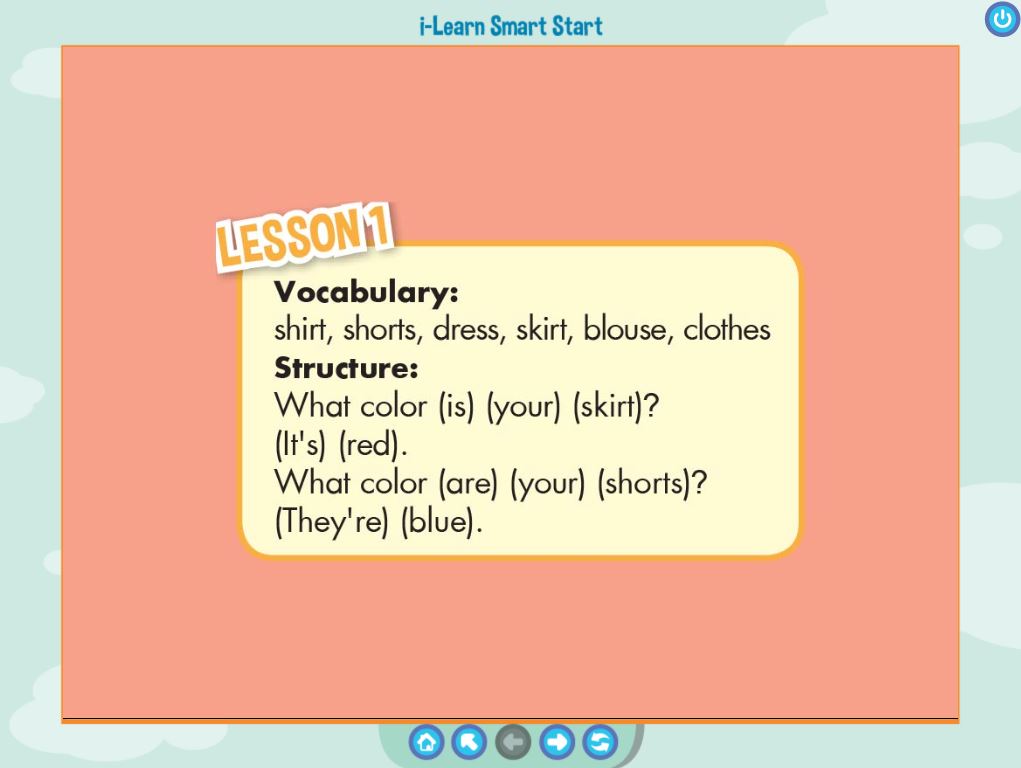 i-Learn Smart Start
LESSON 1
Vocabulary:
shirt, shorts, dress, skirt, blouse, clothes
Structure:
What color (is) (your) (skirt)?
(It's) (red).
What color (are) (your) (shorts)?
(They're) (blue).